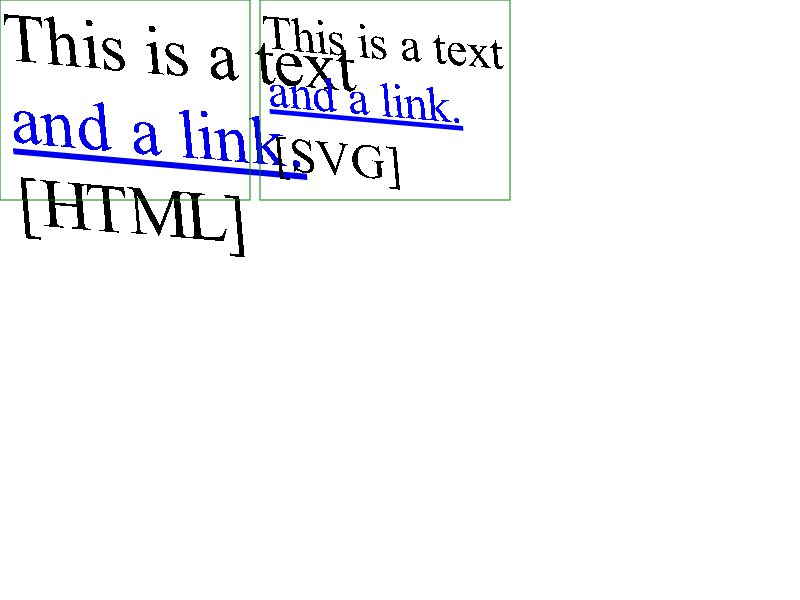 This is a text
and a link.
[HTML]
This is a text
and a link.
[SVG]